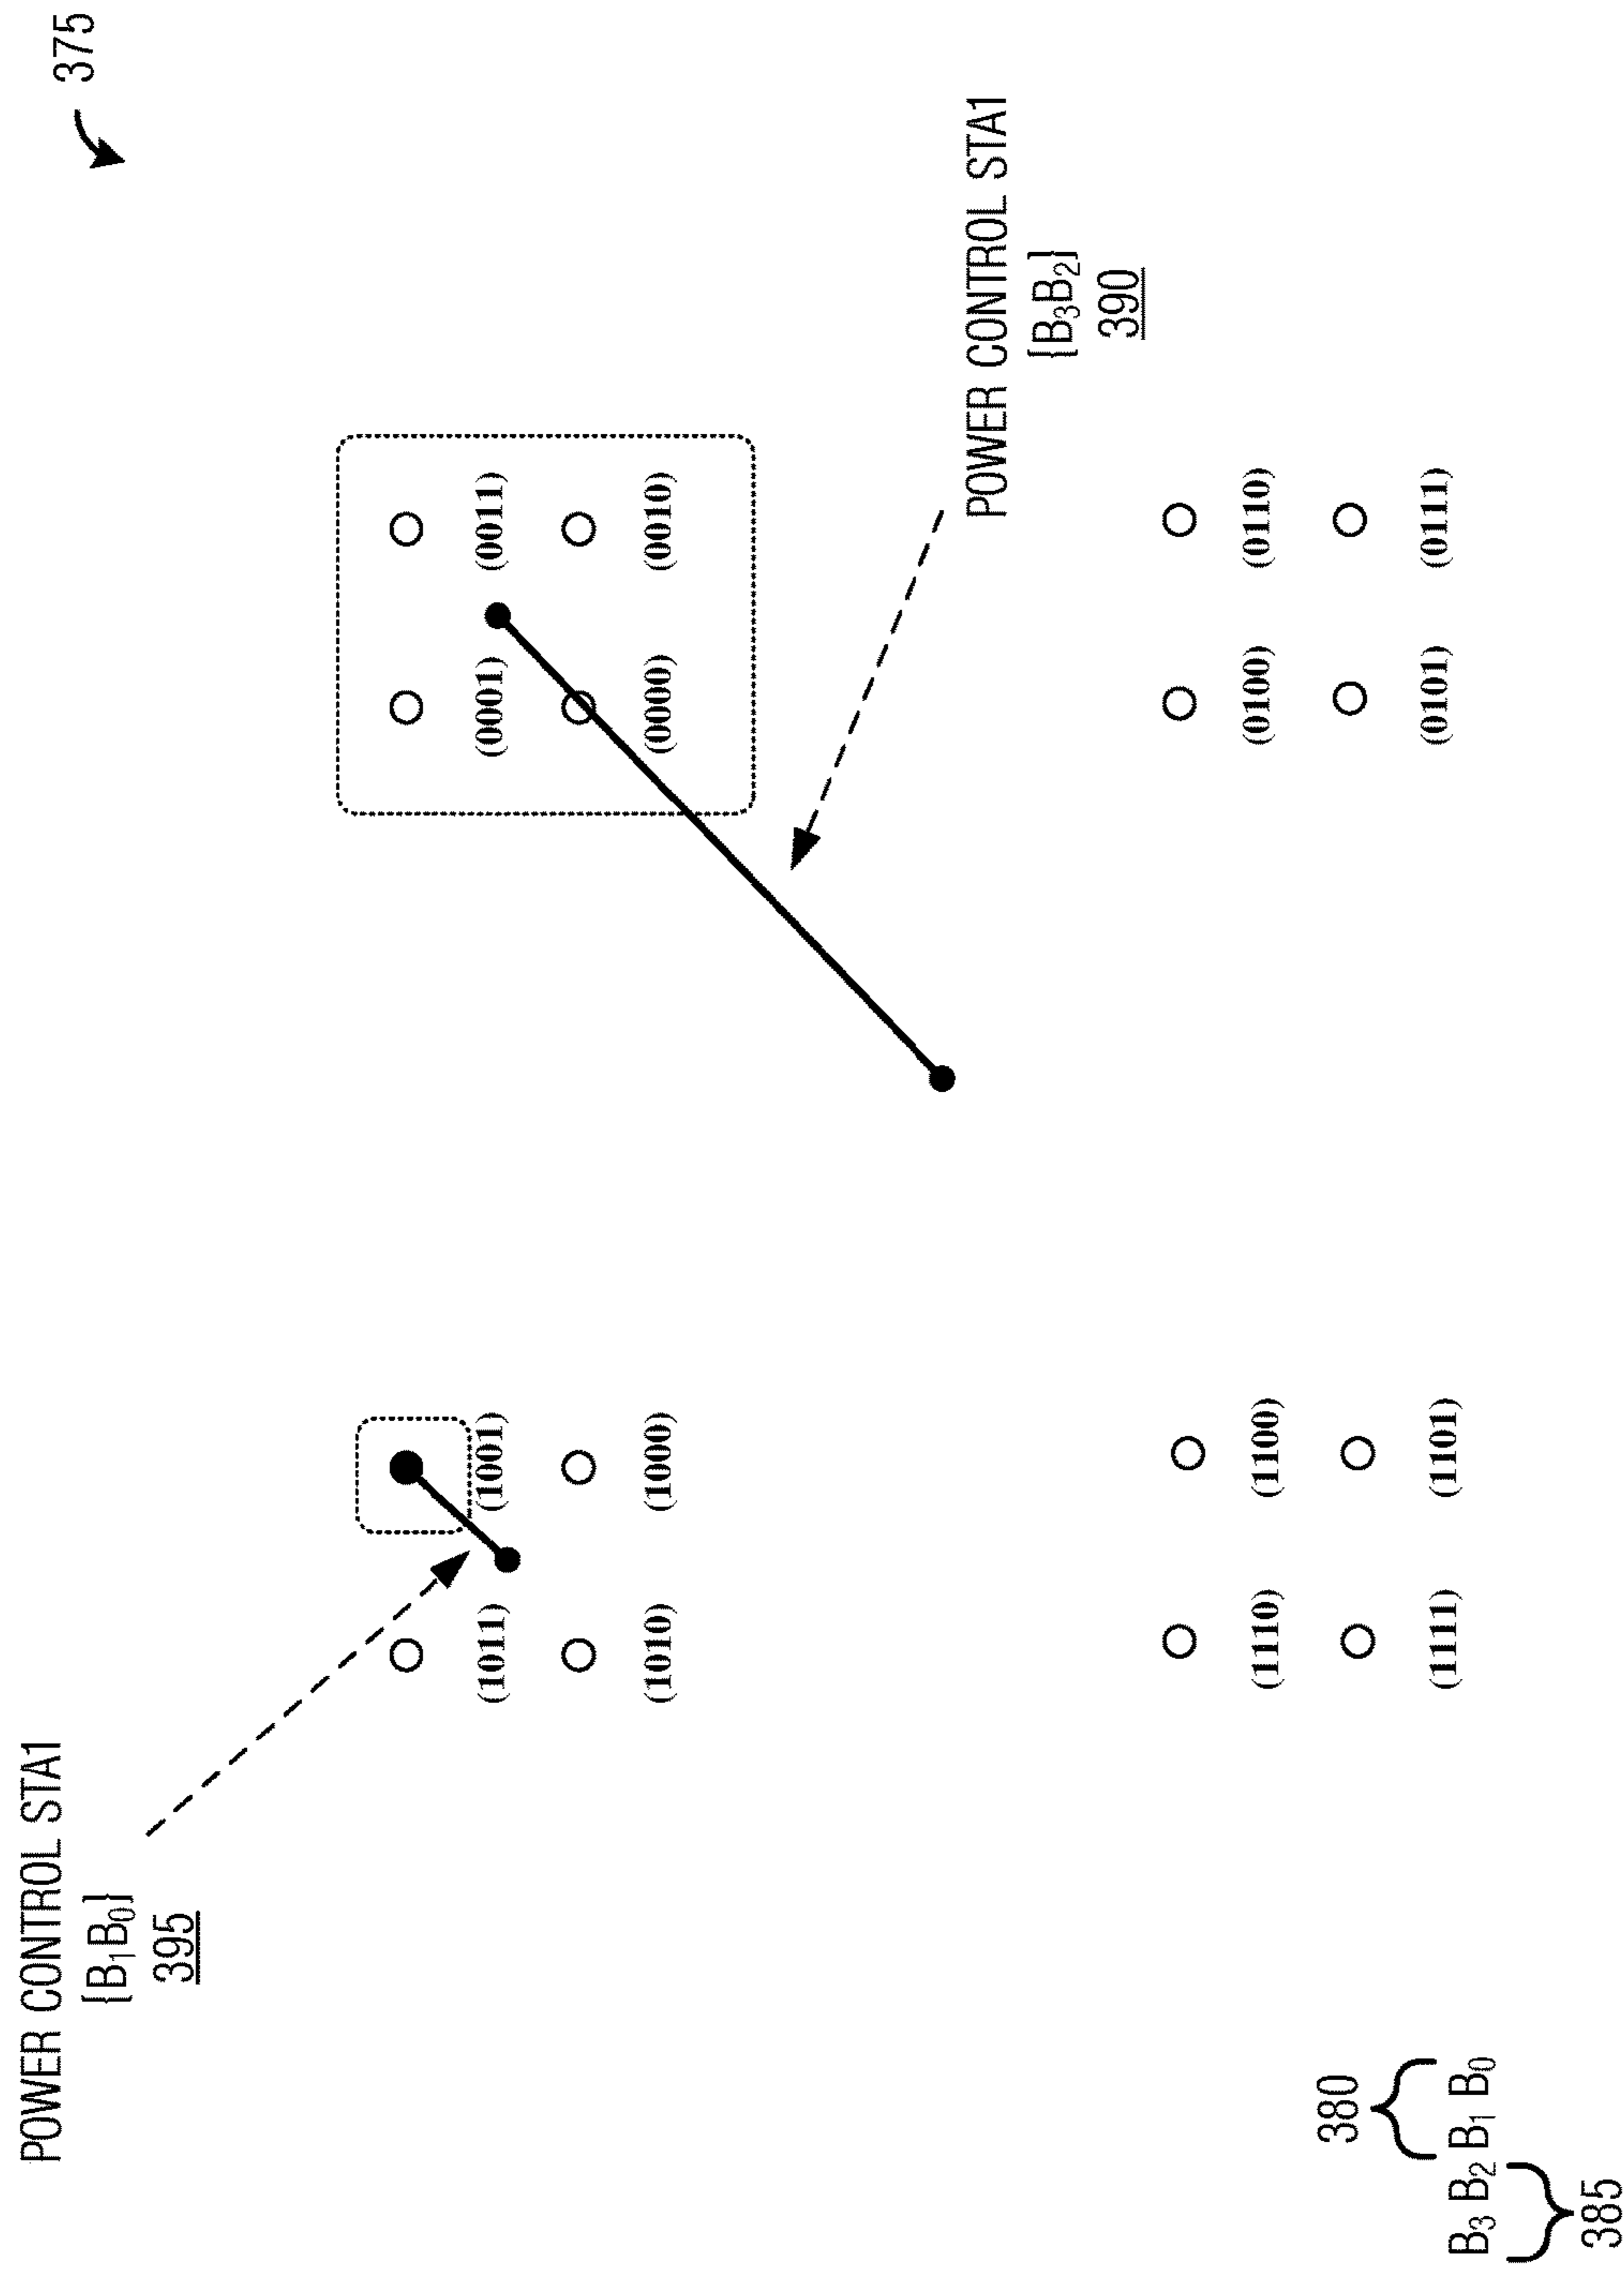 POWER CONTROL STA1
375
{B₁B₀}
395
(1011) (1001) (0001) (0011)
(1010) (1000) (0000) (0010)
POWER CONTROL STA1
{B₃B₂}
390
(1110) (1100) (0100) (0110)
(1111) (1101) (0101) (0111)
380
B₃ B₂ B₁ B₀
385